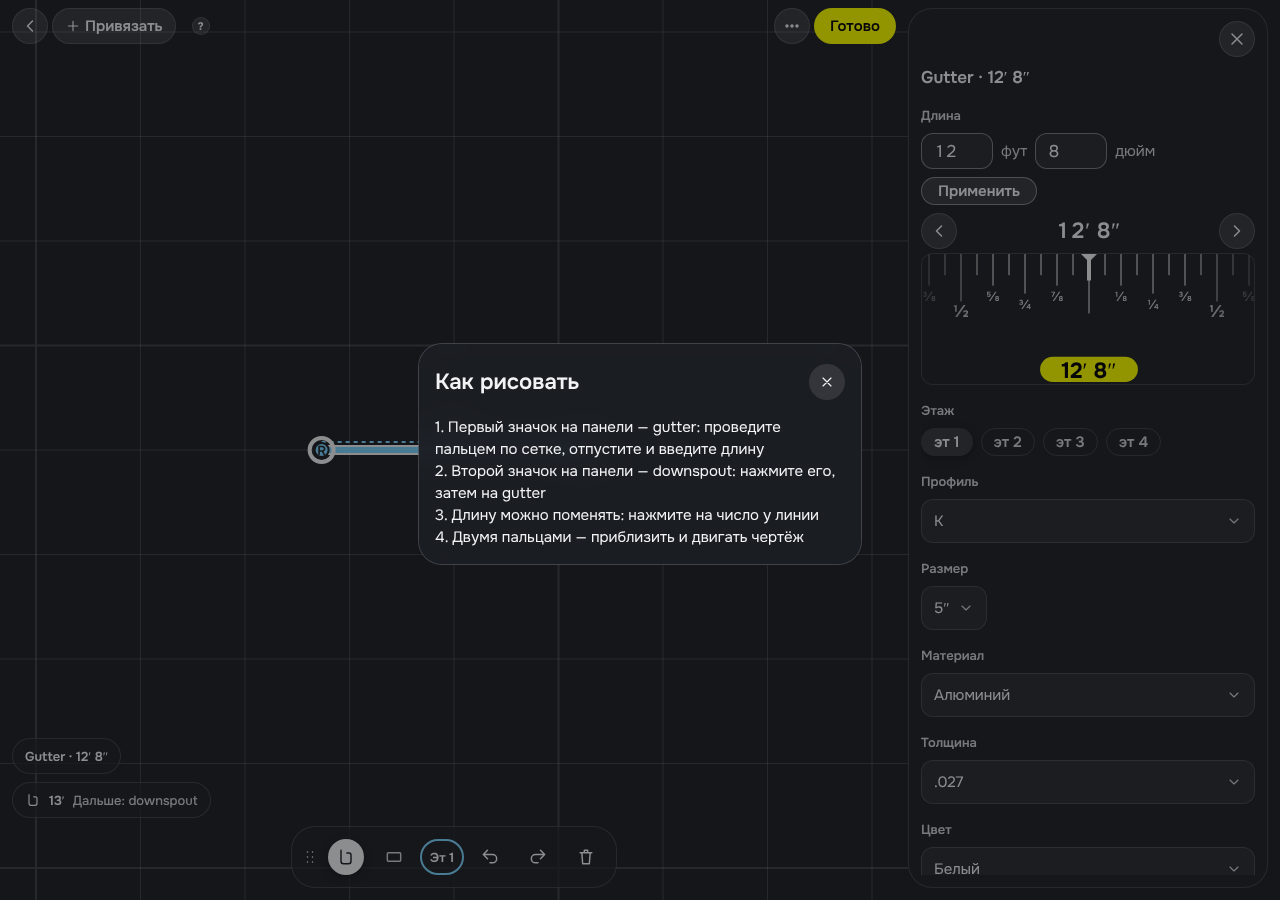 Привязать
?
Готово
Gutter · 12′ 8″
Длина
12 фут 8 дюйм
Применить
12′ 8″
⅜ ½ ⅝ ¾ ⅞ ⅛ ¼ ⅜ ½ ⅝
12′ 8″
Этаж
эт 1 эт 2 эт 3 эт 4
Профиль
K
Размер
5″
Материал
Алюминий
Толщина
.027
Цвет
Белый
Как рисовать
1. Первый значок на панели — gutter: проведите
пальцем по сетке, отпустите и введите длину
2. Второй значок на панели — downspout: нажмите его,
затем на gutter
3. Длину можно поменять: нажмите на число у линии
4. Двумя пальцами — приблизить и двигать чертёж
R
Gutter · 12′ 8″
13′ Дальше: downspout
Эт 1